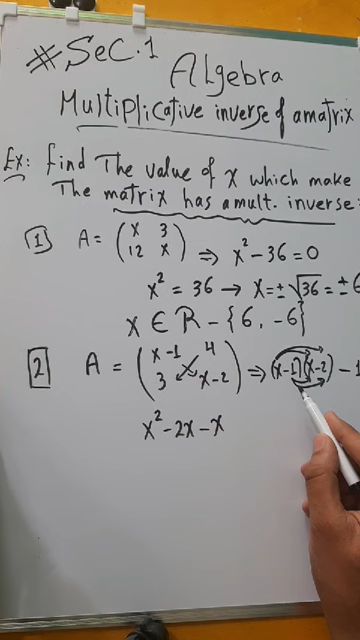 # Sec. 1
Algebra
Multiplicative inverse of a matrix
Ex: find The value of x which make
The matrix has a mult. inverse:
1 A = (x 3 ⇒ x² - 36 = 0
12 x)
x² = 36 → x = ± √36 = ± 6
x ∈ R - {6, -6}
2 A = (x-1 4 ⇒ (x-1)(x-2) - 1
3 x-2)
x² - 2x - x